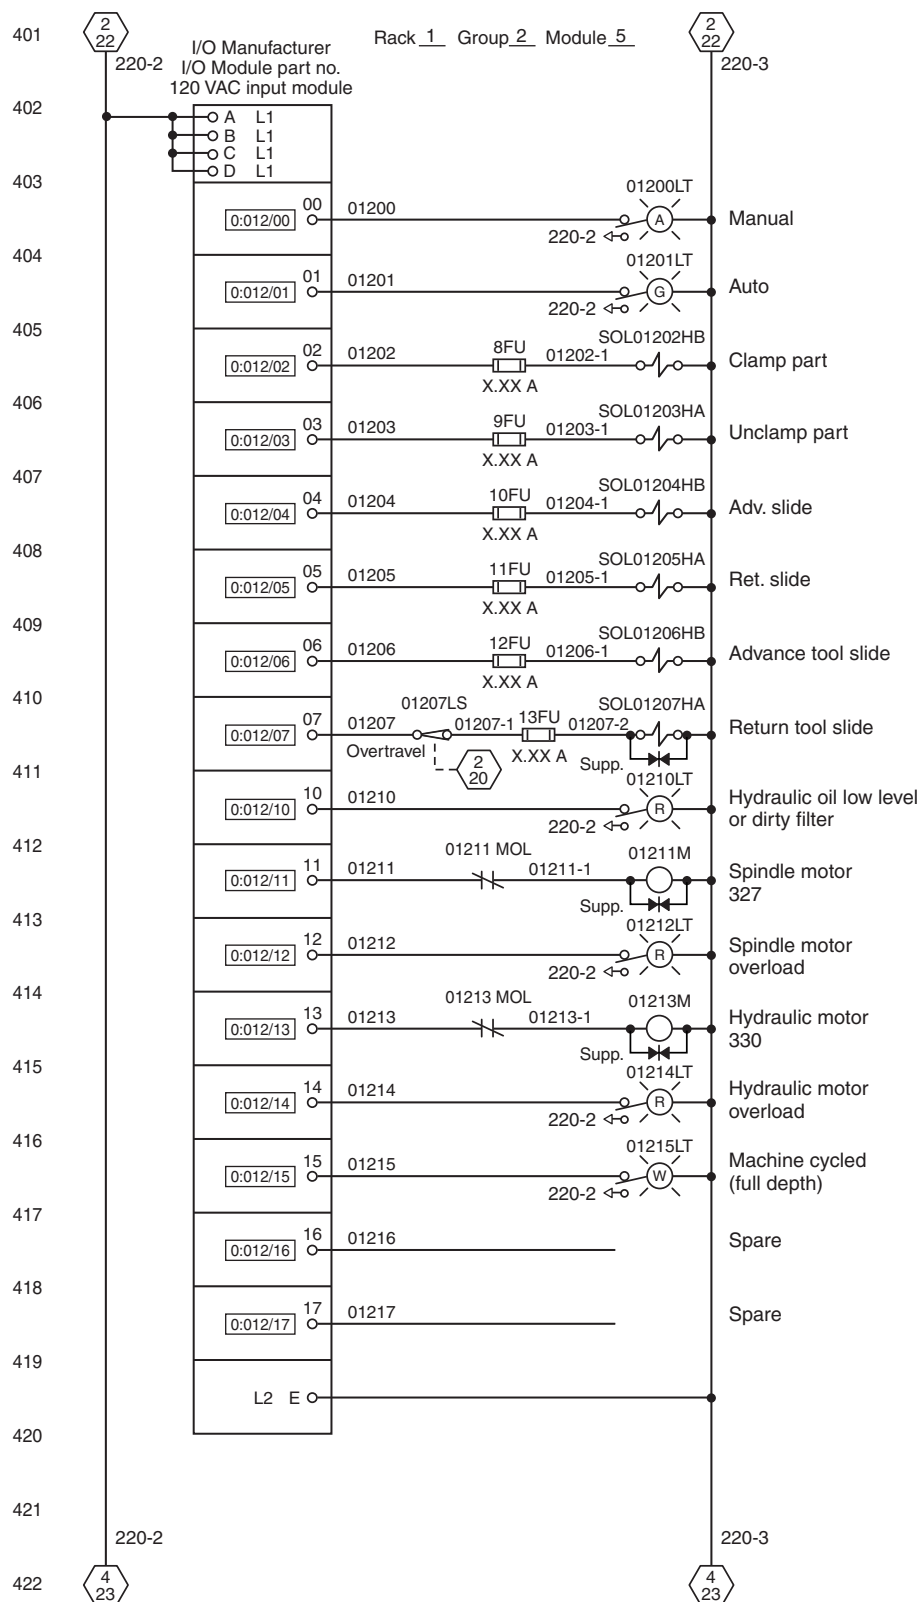 401
2
22
220-2
I/O Manufacturer
I/O Module part no.
120 VAC input module
Rack 1 Group 2 Module 5
2
22
220-3
402
A L1
B L1
C L1
D L1
403
0:012/00
00
01200
01200LT
A
220-2
Manual
404
0:012/01
01
01201
01201LT
G
220-2
Auto
405
0:012/02
02
01202
8FU
X.XX A
01202-1
SOL01202HB
Clamp part
406
0:012/03
03
01203
9FU
X.XX A
01203-1
SOL01203HA
Unclamp part
407
0:012/04
04
01204
10FU
X.XX A
01204-1
SOL01204HB
Adv. slide
408
0:012/05
05
01205
11FU
X.XX A
01205-1
SOL01205HA
Ret. slide
409
0:012/06
06
01206
12FU
X.XX A
01206-1
SOL01206HB
Advance tool slide
410
0:012/07
07
01207
01207LS
Overtravel
2
20
01207-1
13FU
X.XX A
01207-2
SOL01207HA
Supp.
Return tool slide
411
0:012/10
10
01210
01210LT
R
220-2
Hydraulic oil low level
or dirty filter
412
0:012/11
11
01211
01211 MOL
01211-1
01211M
Supp.
Spindle motor
327
413
0:012/12
12
01212
01212LT
R
220-2
Spindle motor
overload
414
0:012/13
13
01213
01213 MOL
01213-1
01213M
Supp.
Hydraulic motor
330
415
0:012/14
14
01214
01214LT
R
220-2
Hydraulic motor
overload
416
0:012/15
15
01215
01215LT
W
220-2
Machine cycled
(full depth)
417
0:012/16
16
01216
Spare
418
0:012/17
17
01217
Spare
419
L2 E
420
421
220-2
220-3
422
4
23
4
23